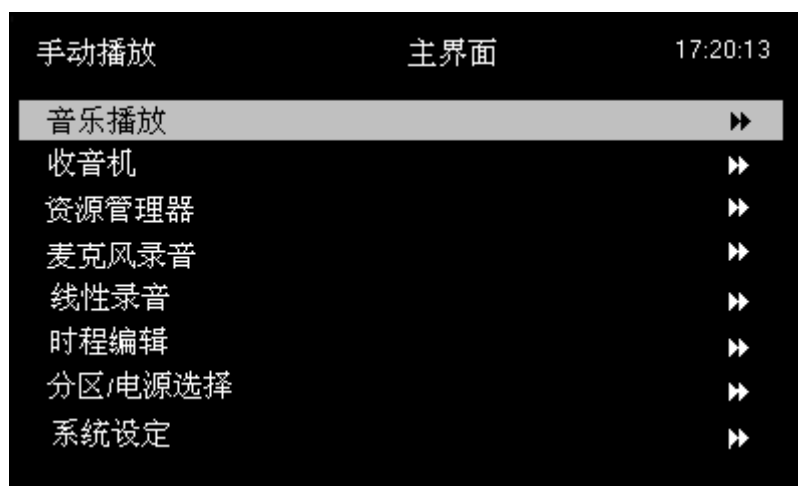 手动播放 主界面 17:20:13
音乐播放
收音机
资源管理器
麦克风录音
线性录音
时程编辑
分区/电源选择
系统设定